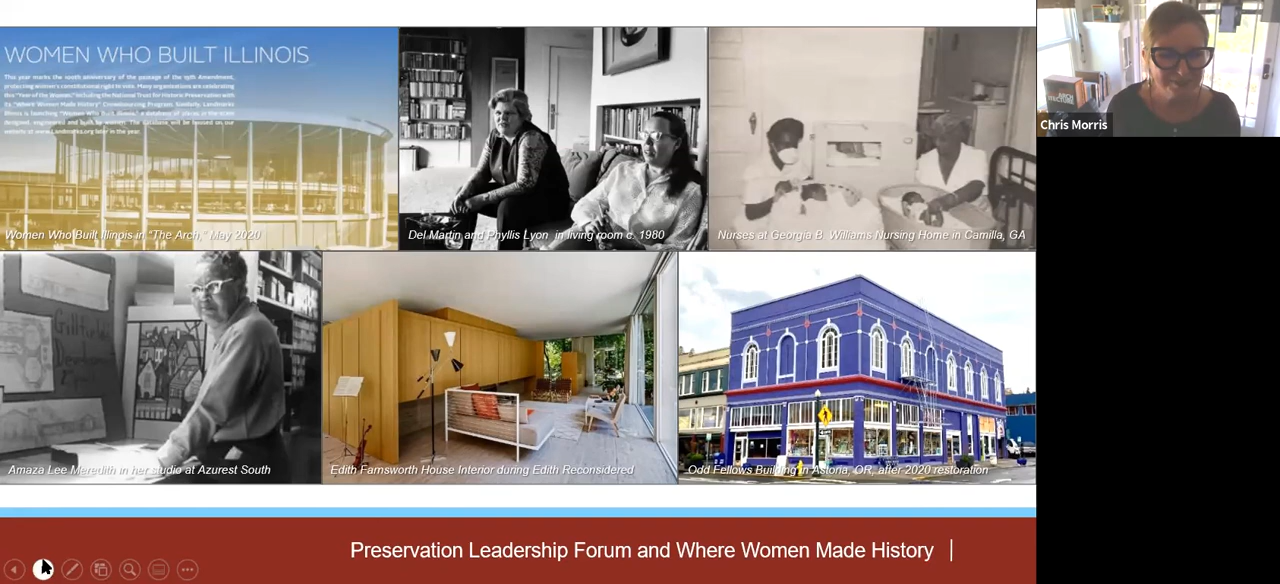 WOMEN WHO BUILT ILLINOIS
This year marks the 100th anniversary of the passage of the 19th Amendment,
protecting women's constitutional right to vote. Many organizations are celebrating
this "Year of the Woman," including the National Trust for Historic Preservation with
its "Where Women Made History" Crowdsourcing Program. Similarly, Landmarks
Illinois is launching "Women Who Built Illinois," a database of places in the state
designed, engineered and built by women. The database will be housed on our
website at www.Landmarks.org later in the year.
Women Who Built Illinois in "The Arch," May 2020
Del Martin and Phyllis Lyon in living room c. 1980
Nurses at Georgia B. Williams Nursing Home in Camilla, GA
Chris Morris
Amaza Lee Meredith in her studio at Azurest South
Edith Farnsworth House Interior during Edith Reconsidered
Odd Fellows Building in Astoria, OR, after 2020 restoration
Preservation Leadership Forum and Where Women Made History |